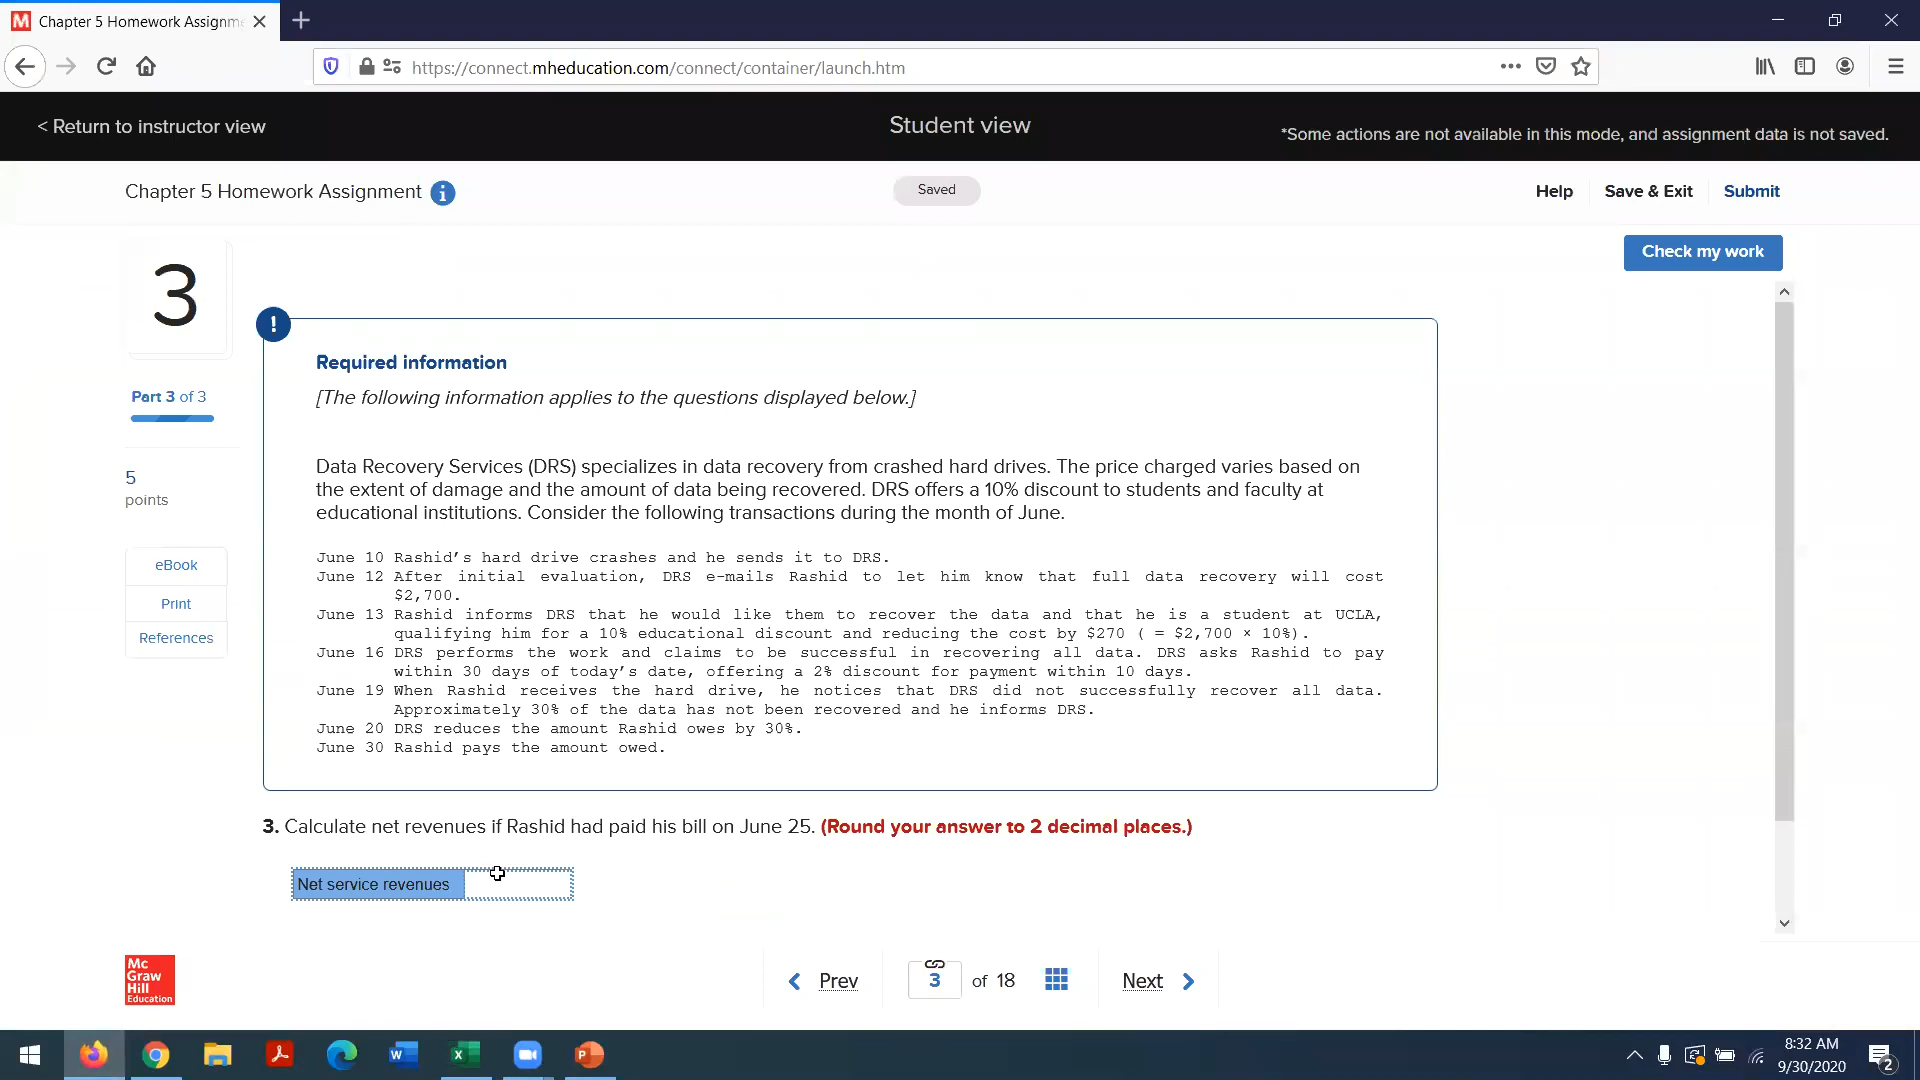 Chapter 5 Homework Assignme
https://connect.mheducation.com/connect/container/launch.htm
< Return to instructor view
Student view
*Some actions are not available in this mode, and assignment data is not saved.
Chapter 5 Homework Assignment
Saved
Help
Save & Exit
Submit
Check my work
3
Part 3 of 3
5
points
eBook
Print
References
!
Required information
[The following information applies to the questions displayed below.]
Data Recovery Services (DRS) specializes in data recovery from crashed hard drives. The price charged varies based on
the extent of damage and the amount of data being recovered. DRS offers a 10% discount to students and faculty at
educational institutions. Consider the following transactions during the month of June.
June 10 Rashid's hard drive crashes and he sends it to DRS.
June 12 After initial evaluation, DRS e-mails Rashid to let him know that full data recovery will cost
$2,700.
June 13 Rashid informs DRS that he would like them to recover the data and that he is a student at UCLA,
qualifying him for a 10% educational discount and reducing the cost by $270 ( = $2,700 × 10%).
June 16 DRS performs the work and claims to be successful in recovering all data. DRS asks Rashid to pay
within 30 days of today's date, offering a 2% discount for payment within 10 days.
June 19 When Rashid receives the hard drive, he notices that DRS did not successfully recover all data.
Approximately 30% of the data has not been recovered and he informs DRS.
June 20 DRS reduces the amount Rashid owes by 30%.
June 30 Rashid pays the amount owed.
3. Calculate net revenues if Rashid had paid his bill on June 25. (Round your answer to 2 decimal places.)
Net service revenues
Mc
Graw
Hill
Education
Prev
3 of 18
Next
8:32 AM
9/30/2020
2